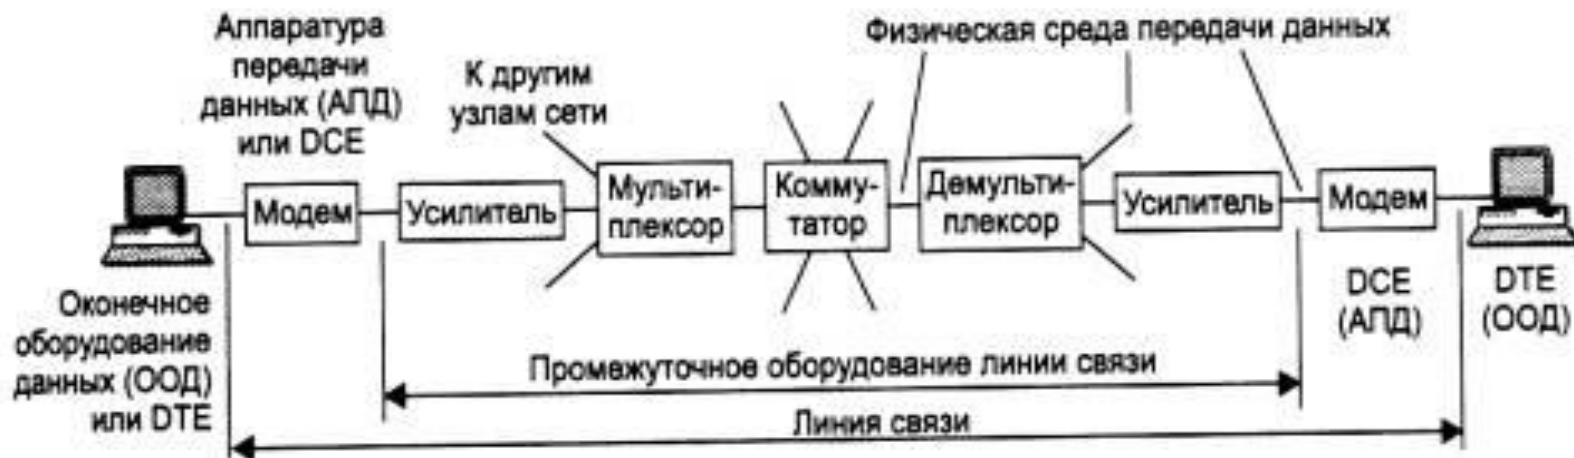 Аппаратура
передачи
данных (АПД)
или DCE
К другим
узлам сети
Физическая среда передачи данных
Модем
Усилитель
Мульти-
плексор
Комму-
татор
Демульти-
плексор
Усилитель
Модем
Оконечное
оборудование
данных (ООД)
или DTE
DCE
(АПД)
DTE
(ООД)
Промежуточное оборудование линии связи
Линия связи